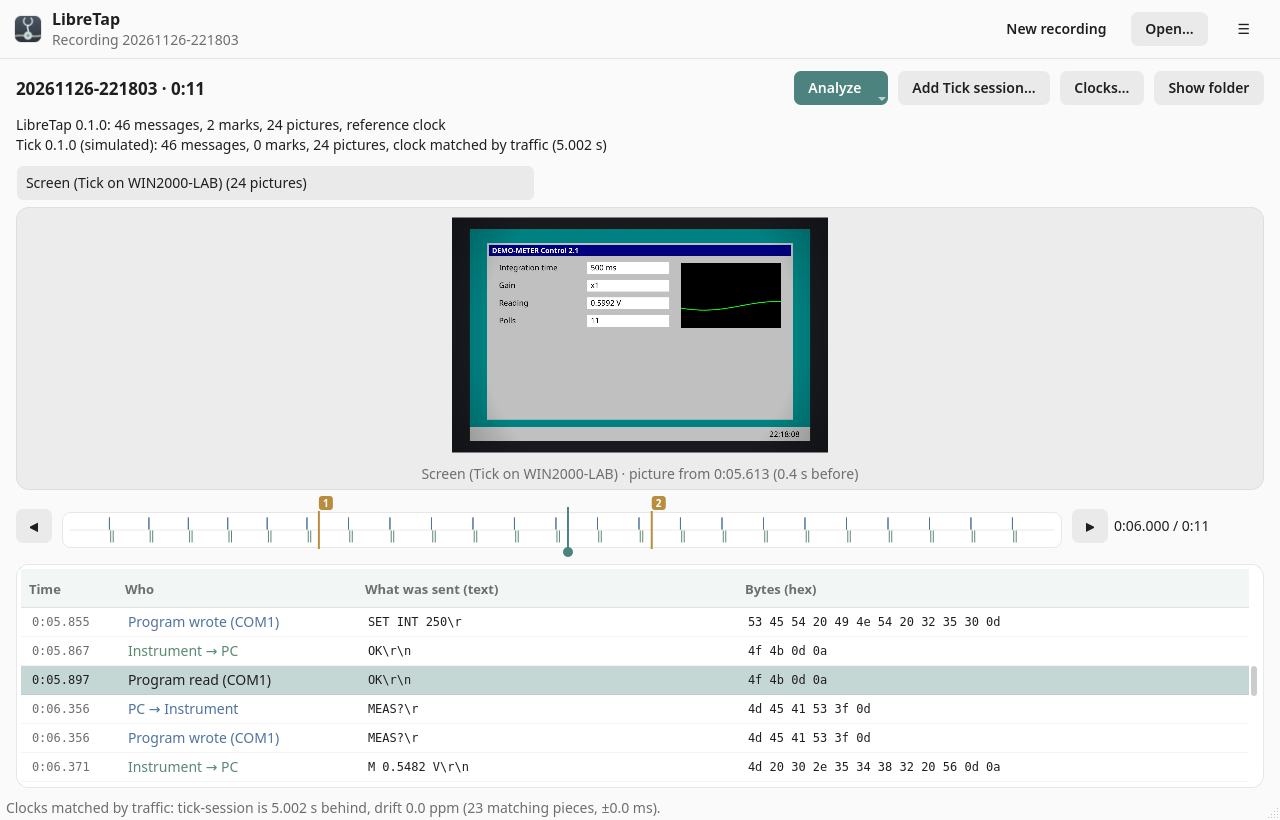 LibreTap
Recording 20261126-221803
New recording
Open...
☰
20261126-221803 · 0:11
Analyze
Add Tick session...
Clocks...
Show folder
LibreTap 0.1.0: 46 messages, 2 marks, 24 pictures, reference clock
Tick 0.1.0 (simulated): 46 messages, 0 marks, 24 pictures, clock matched by traffic (5.002 s)
Screen (Tick on WIN2000-LAB) (24 pictures)
DEMO-METER Control 2.1
Integration time 500 ms
Gain x1
Reading 0.5992 V
Polls 11
22:18:08
Screen (Tick on WIN2000-LAB) · picture from 0:05.613 (0.4 s before)
1
2
0:06.000 / 0:11
Time Who What was sent (text) Bytes (hex)
0:05.855 Program wrote (COM1) SET INT 250\r 53 45 54 20 49 4e 54 20 32 35 30 0d
0:05.867 Instrument → PC OK\r\n 4f 4b 0d 0a
0:05.897 Program read (COM1) OK\r\n 4f 4b 0d 0a
0:06.356 PC → Instrument MEAS?\r 4d 45 41 53 3f 0d
0:06.356 Program wrote (COM1) MEAS?\r 4d 45 41 53 3f 0d
0:06.371 Instrument → PC M 0.5482 V\r\n 4d 20 30 2e 35 34 38 32 20 56 0d 0a
Clocks matched by traffic: tick-session is 5.002 s behind, drift 0.0 ppm (23 matching pieces, ±0.0 ms).